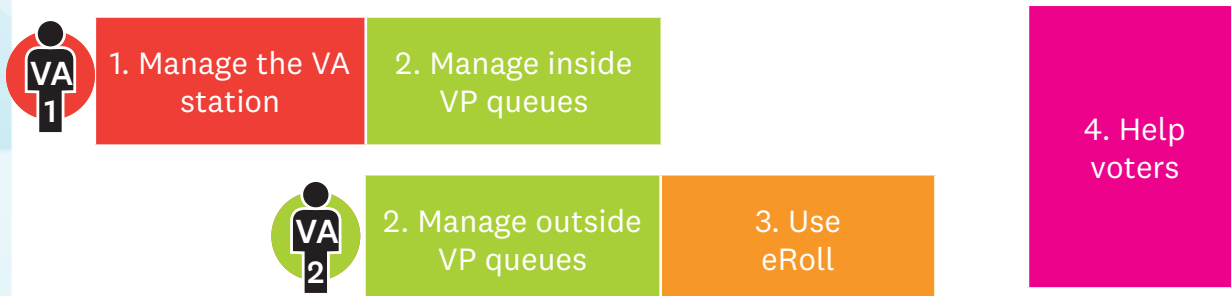 VA
1
1. Manage the VA
station
2. Manage inside
VP queues
VA
2
2. Manage outside
VP queues
3. Use
eRoll
4. Help
voters